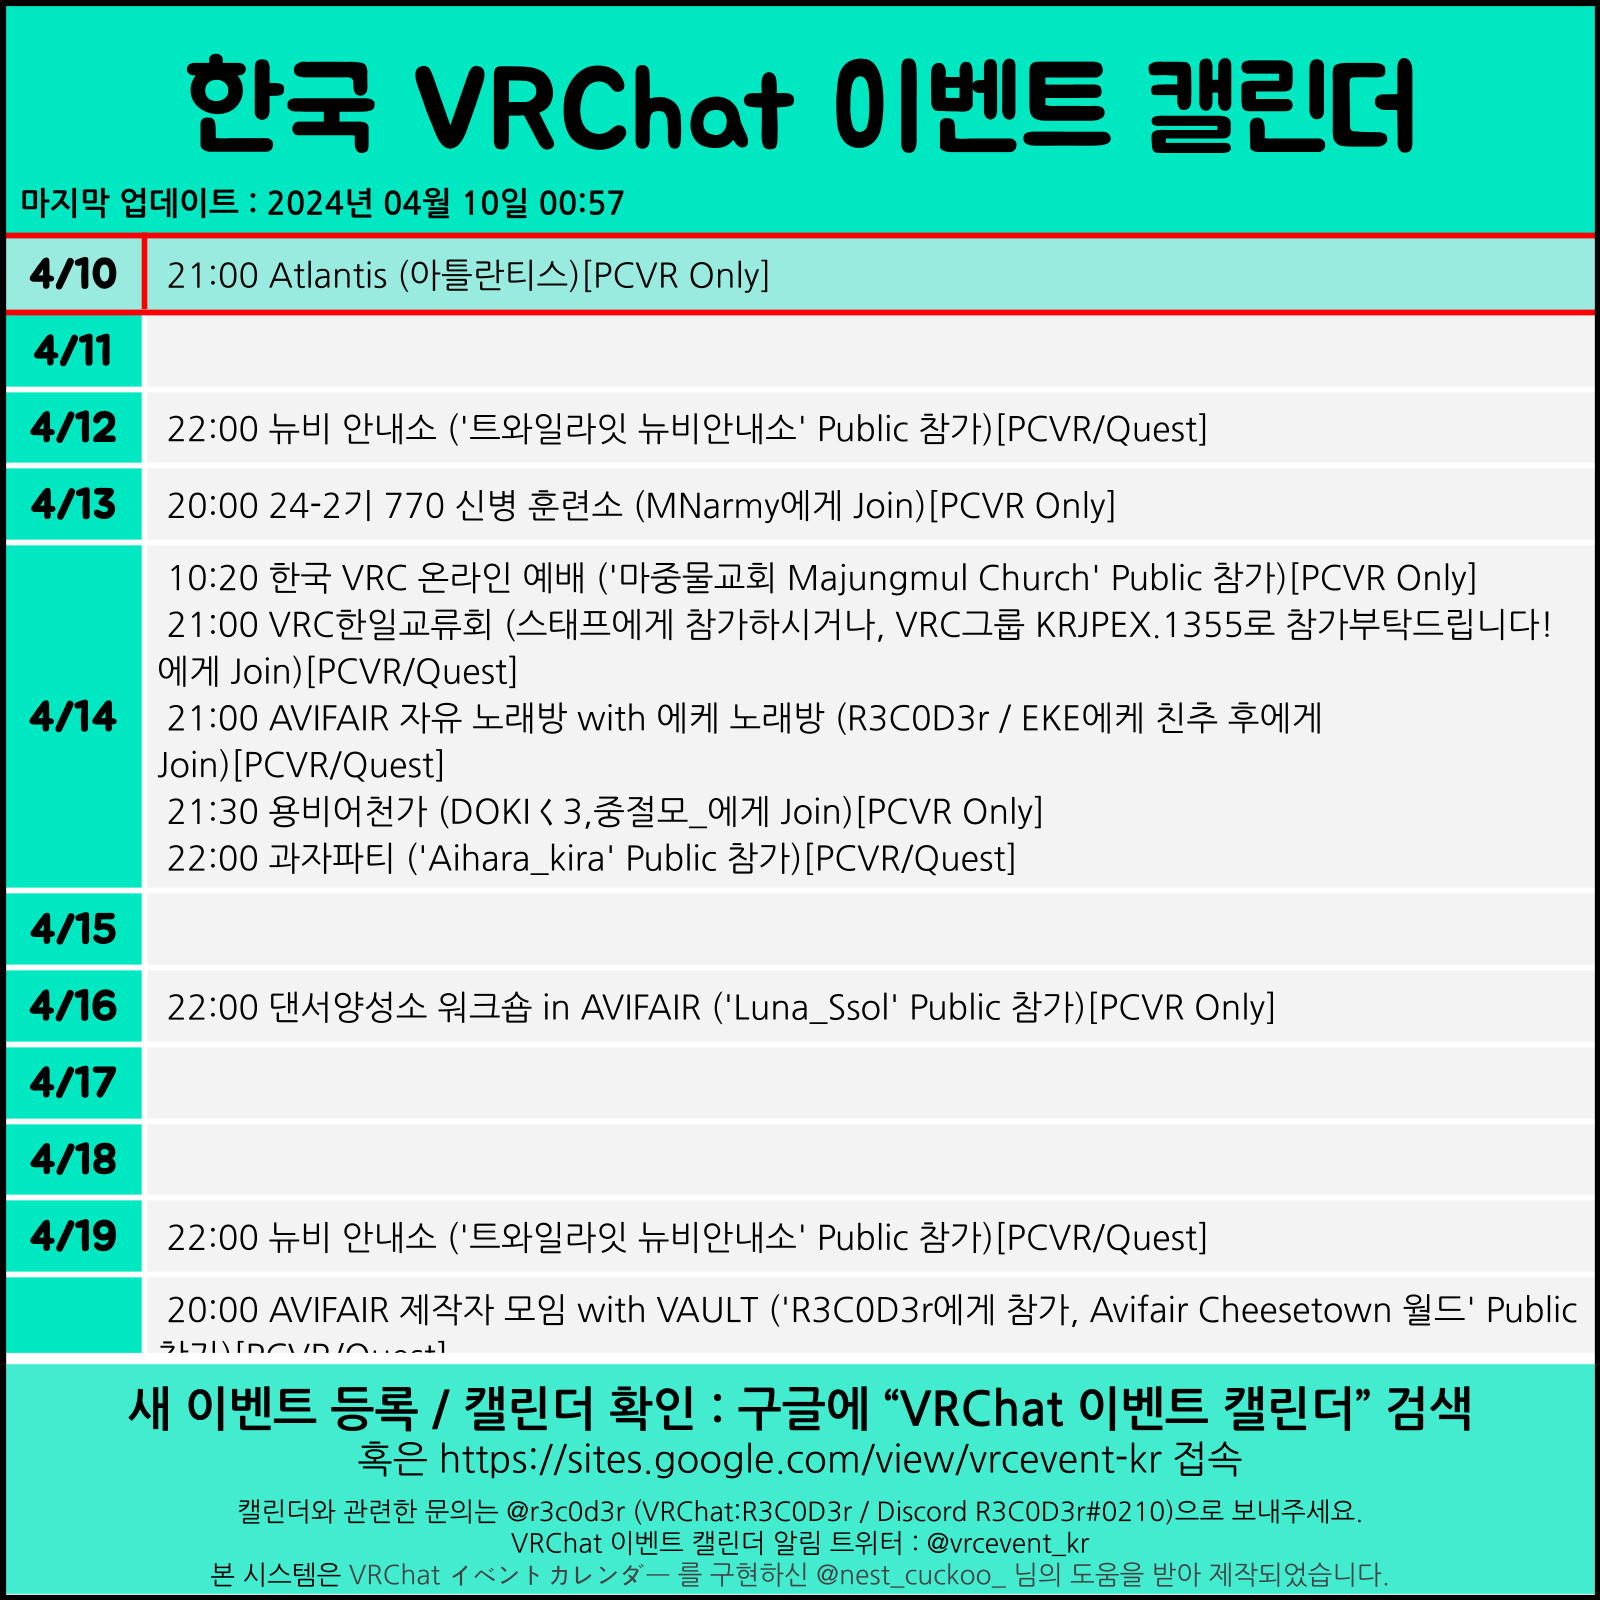 한국 VRChat 이벤트 캘린더
마지막 업데이트 : 2024년 04월 10일 00:57
4/10 21:00 Atlantis (아틀란티스)[PCVR Only]
4/11
4/12 22:00 뉴비 안내소 ('트와일라잇 뉴비안내소' Public 참가)[PCVR/Quest]
4/13 20:00 24-2기 770 신병 훈련소 (MNarmy에게 Join)[PCVR Only]
4/14
10:20 한국 VRC 온라인 예배 ('마중물교회 Majungmul Church' Public 참가)[PCVR Only]
21:00 VRC한일교류회 (스태프에게 참가하시거나, VRC그룹 KRJPEX.1355로 참가부탁드립니다!
에게 Join)[PCVR/Quest]
21:00 AVIFAIR 자유 노래방 with 에케 노래방 (R3C0D3r / EKE에케 친추 후에게
Join)[PCVR/Quest]
21:30 용비어천가 (DOKIく3,중절모_에게 Join)[PCVR Only]
22:00 과자파티 ('Aihara_kira' Public 참가)[PCVR/Quest]
4/15
4/16 22:00 댄서양성소 워크숍 in AVIFAIR ('Luna_Ssol' Public 참가)[PCVR Only]
4/17
4/18
4/19 22:00 뉴비 안내소 ('트와일라잇 뉴비안내소' Public 참가)[PCVR/Quest]
20:00 AVIFAIR 제작자 모임 with VAULT ('R3C0D3r에게 참가, Avifair Cheesetown 월드' Public
참가)[PCVR/Quest]
새 이벤트 등록 / 캘린더 확인 : 구글에 “VRChat 이벤트 캘린더” 검색
혹은 https://sites.google.com/view/vrcevent-kr 접속
캘린더와 관련한 문의는 @r3c0d3r (VRChat:R3C0D3r / Discord R3C0D3r#0210)으로 보내주세요.
VRChat 이벤트 캘린더 알림 트위터 : @vrcevent_kr
본 시스템은 VRChat イベントカレンダー 를 구현하신 @nest_cuckoo_ 님의 도움을 받아 제작되었습니다.